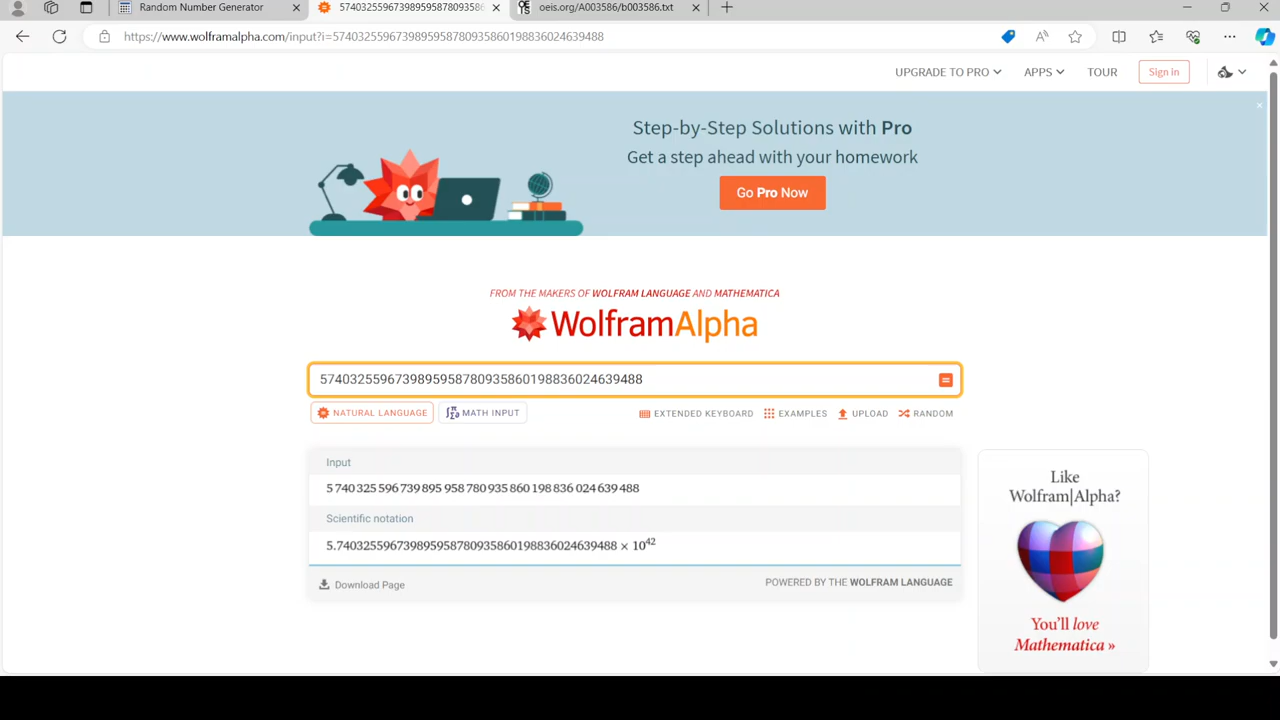 Random Number Generator
574032559673989595878093586
oeis.org/A003586/b003586.txt
https://www.wolframalpha.com/input?i=5740325596739895958780935860198836024639488
UPGRADE TO PRO
APPS
TOUR
Sign in
Step-by-Step Solutions with Pro
Get a step ahead with your homework
Go Pro Now
FROM THE MAKERS OF WOLFRAM LANGUAGE AND MATHEMATICA
WolframAlpha
5740325596739895958780935860198836024639488
NATURAL LANGUAGE
MATH INPUT
EXTENDED KEYBOARD
EXAMPLES
UPLOAD
RANDOM
Input
5 740 325 596 739 895 958 780 935 860 198 836 024 639 488
Scientific notation
5.740325596739895958780935860198836024639488 × 10^42
Download Page
POWERED BY THE WOLFRAM LANGUAGE
Like
Wolfram|Alpha?
You'll love
Mathematica »